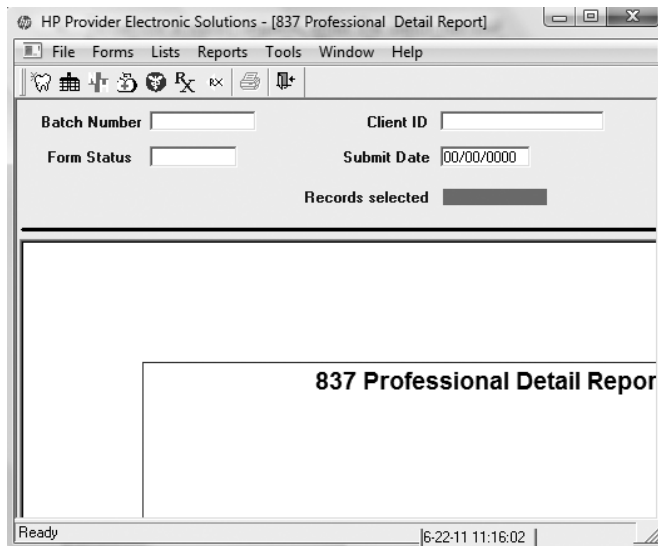 HP Provider Electronic Solutions - [837 Professional Detail Report]
File Forms Lists Reports Tools Window Help
Batch Number Client ID
Form Status Submit Date 00/00/0000
Records selected
837 Professional Detail Repor
Ready 6-22-11 11:16:02